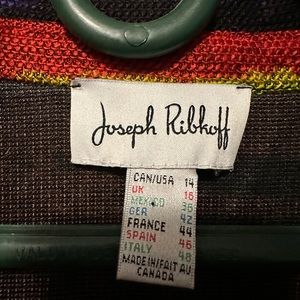 Joseph Ribkoff
CAN/USA 14
UK 16
MEXICO 38
GER 42
FRANCE 44
SPAIN 46
ITALY 48
MADE IN/FAIT AU
CANADA